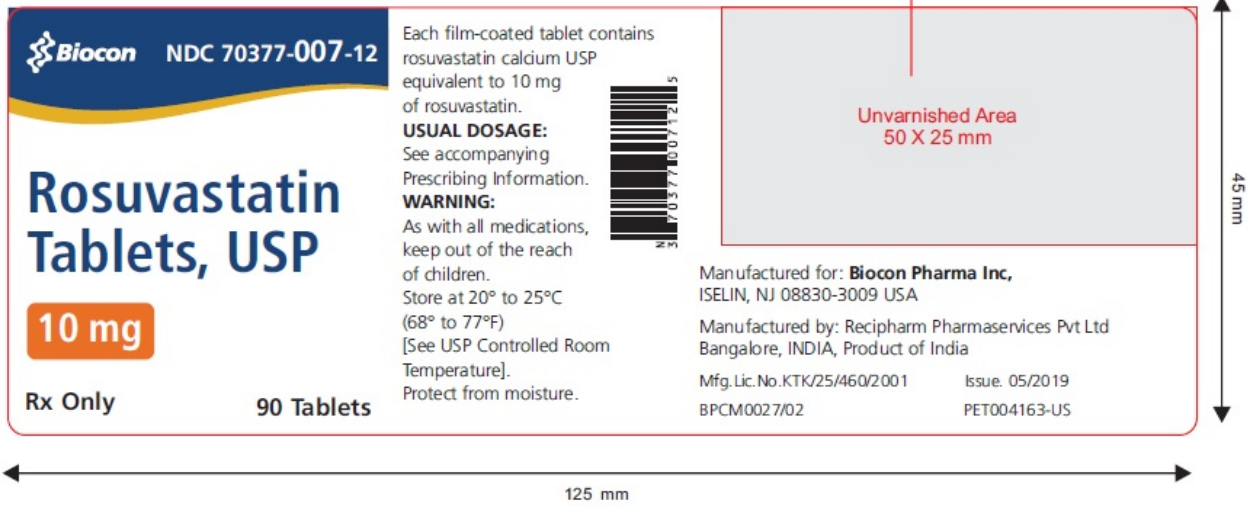 Biocon NDC 70377-007-12
Rosuvastatin
Tablets, USP
10 mg
Rx Only 90 Tablets
Each film-coated tablet contains
rosuvastatin calcium USP
equivalent to 10 mg
of rosuvastatin.
USUAL DOSAGE:
See accompanying
Prescribing Information.
WARNING:
As with all medications,
keep out of the reach
of children.
Store at 20° to 25°C
(68° to 77°F)
[See USP Controlled Room
Temperature].
Protect from moisture.
N
3 70377 00712 5
Unvarnished Area
50 X 25 mm
Manufactured for: Biocon Pharma Inc,
ISELIN, NJ 08830-3009 USA
Manufactured by: Recipharm Pharmaservices Pvt Ltd
Bangalore, INDIA, Product of India
Mfg.Lic.No.KTK/25/460/2001 Issue. 05/2019
BPCM0027/02 PET004163-US
45 mm
125 mm